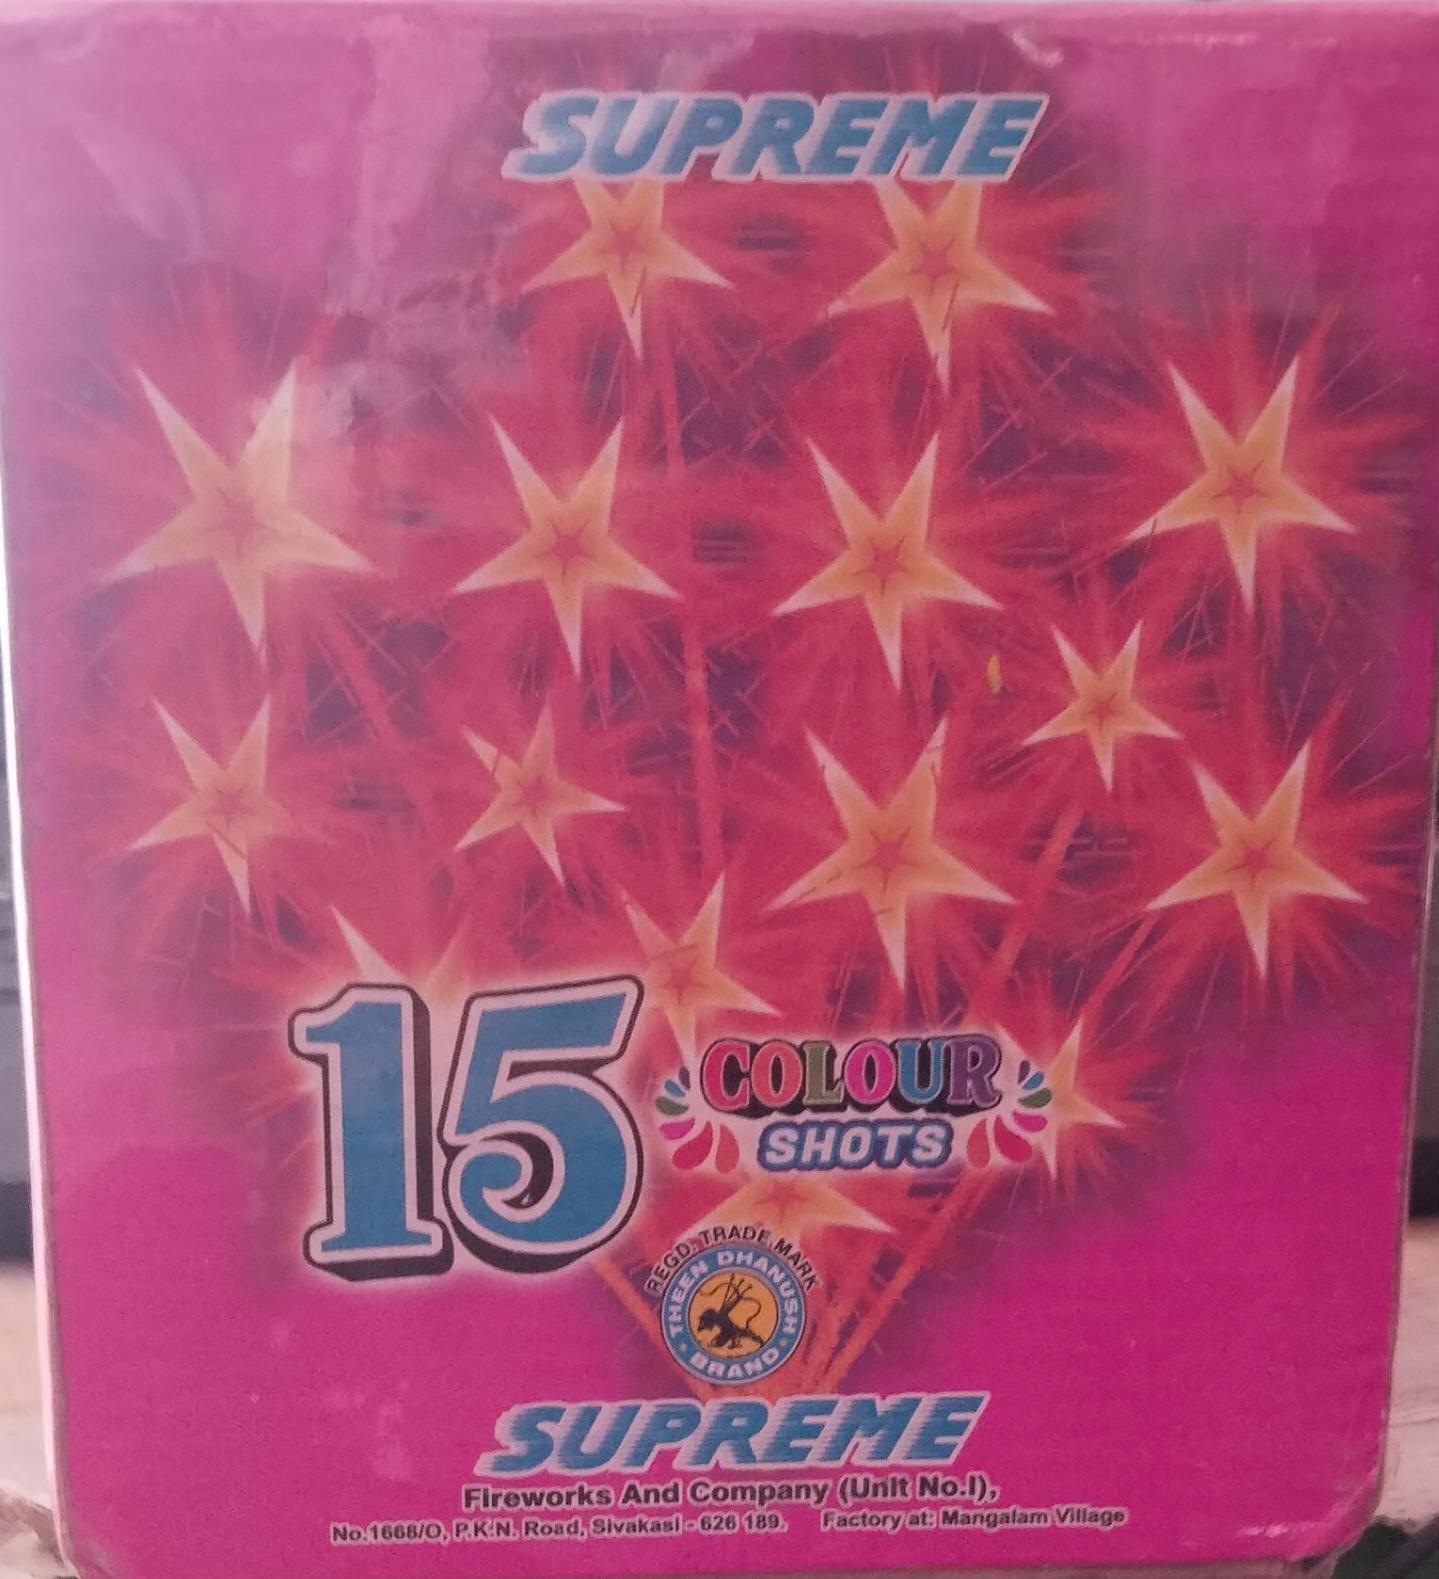 SUPREME
15
COLOUR
SHOTS
REGD. TRADE MARK
THEEN DHANUSH
BRAND
SUPREME
Fireworks And Company (Unit No.I),
No.1668/O, P.K.N. Road, Sivakasi - 626 189. Factory at: Mangalam Village